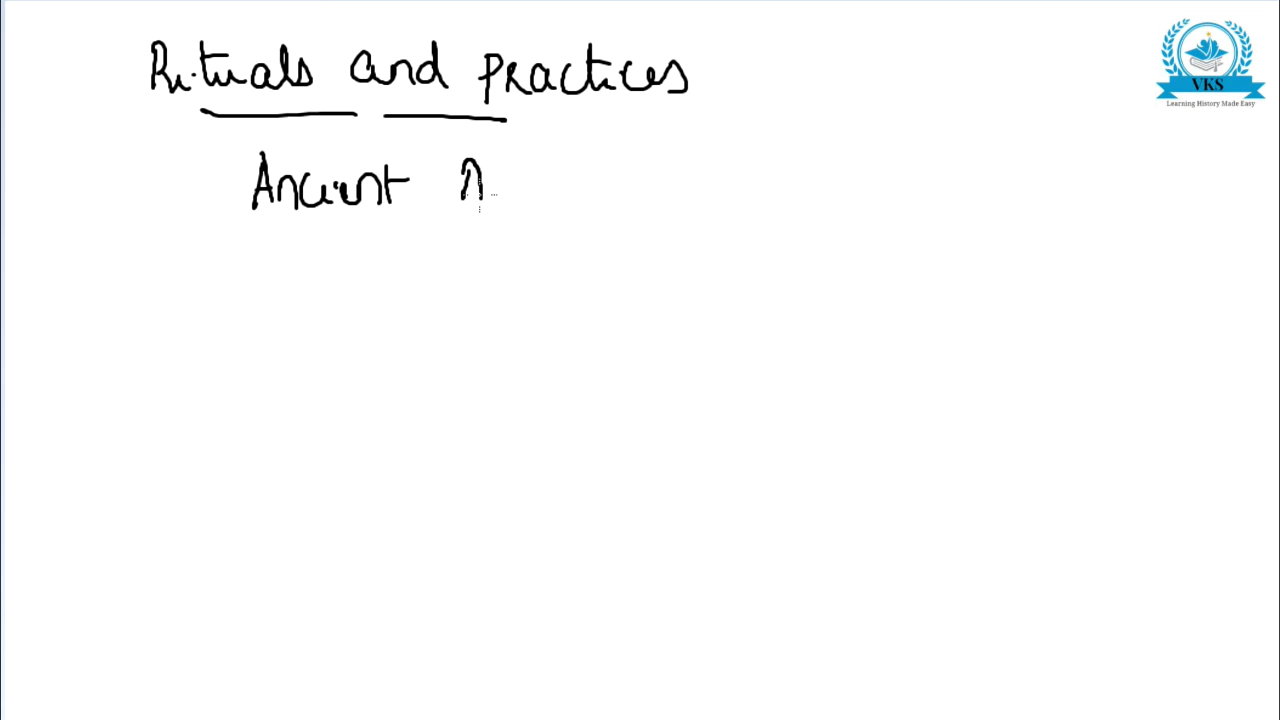 Rituals and practices
Ancient
VKS
Learning History Made Easy